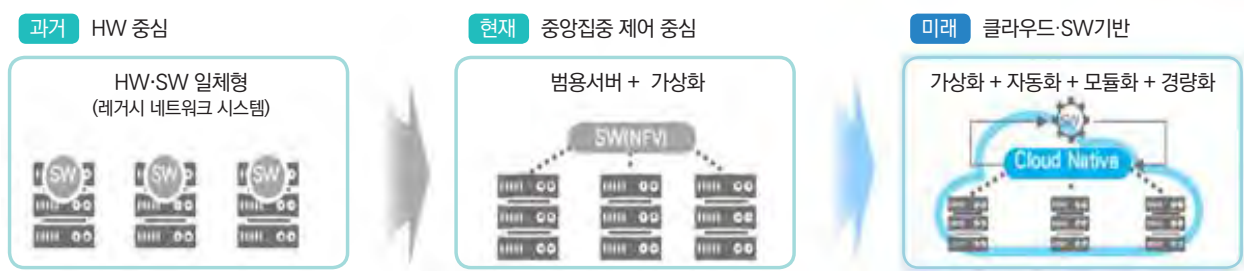 과거 HW 중심
HW·SW 일체형
(레거시 네트워크 시스템)
SW SW SW
현재 중앙집중 제어 중심
범용서버 + 가상화
SW(NFV)
미래 클라우드·SW기반
가상화 + 자동화 + 모듈화 + 경량화
SW
Cloud Native